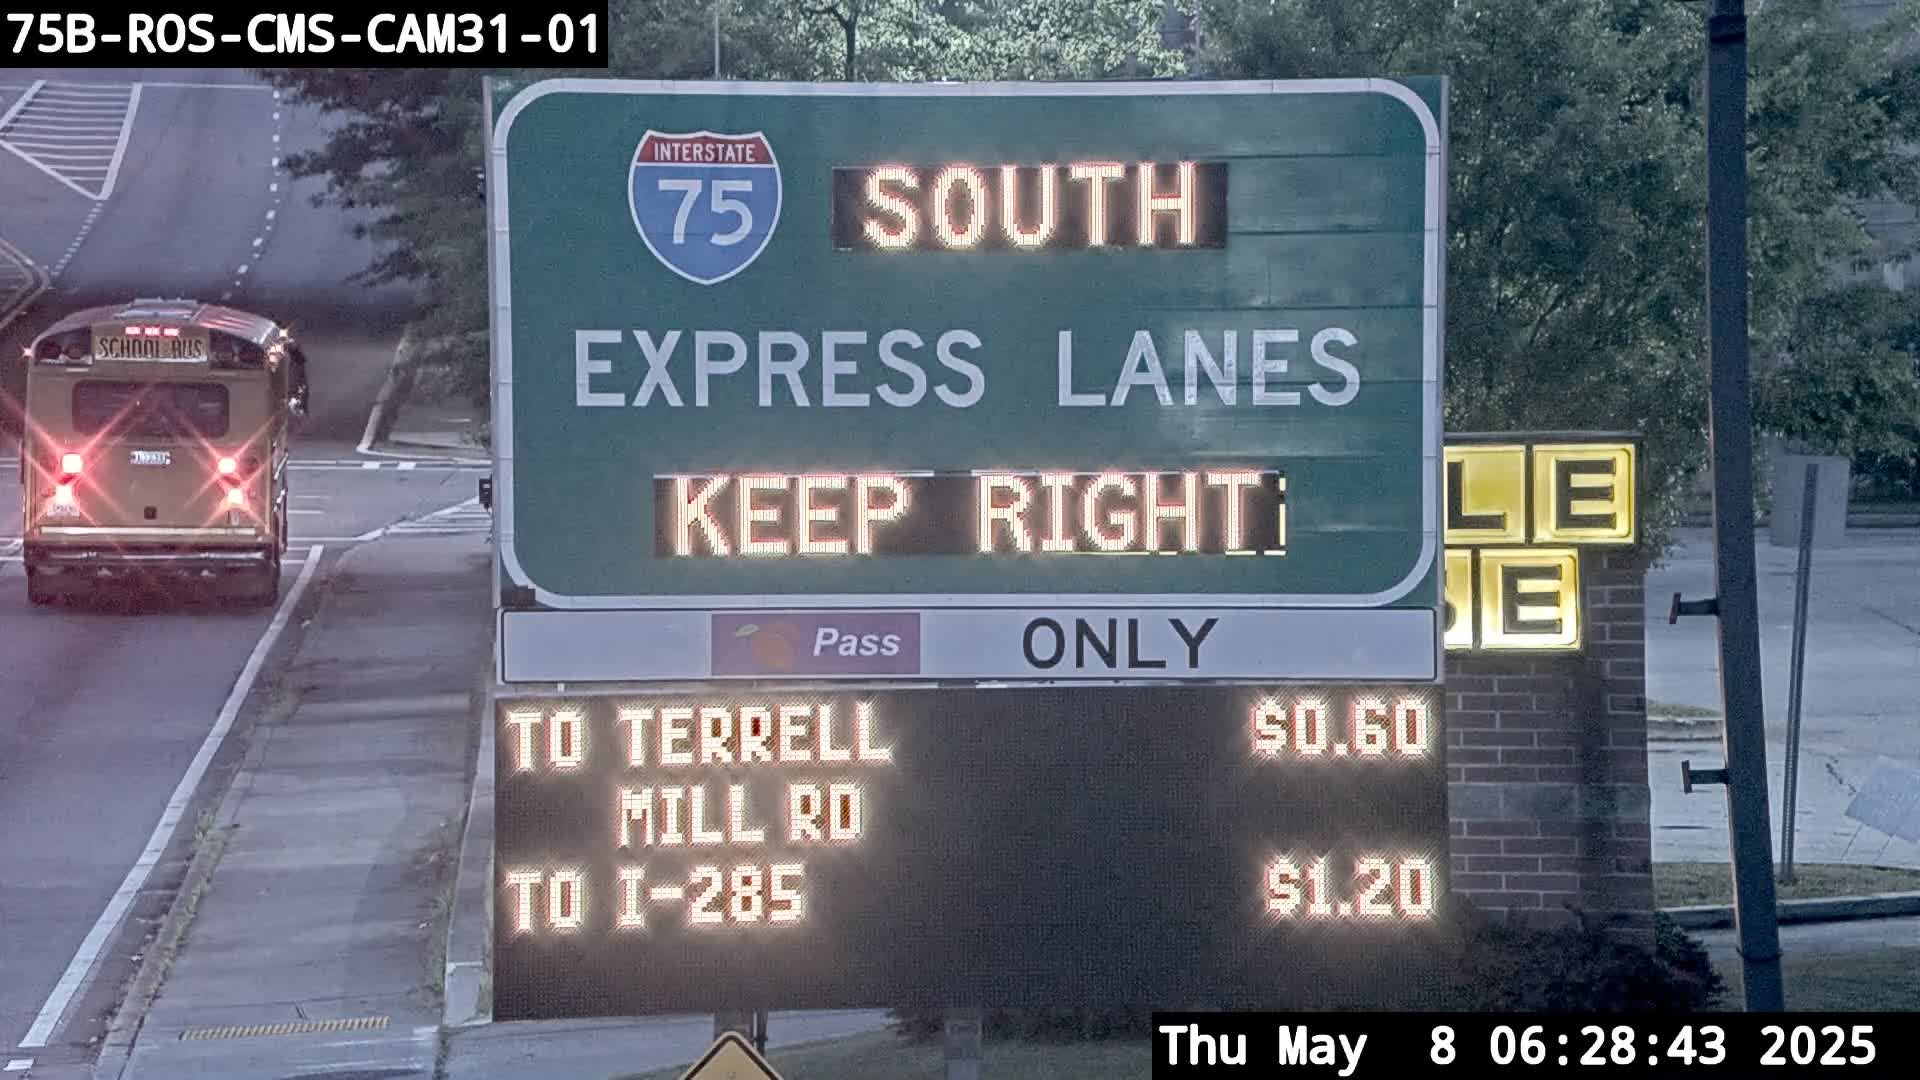 75B-ROS-CMS-CAM31-01
INTERSTATE
75
SOUTH
EXPRESS LANES
KEEP RIGHT
Pass ONLY
TO TERRELL $0.60
MILL RD
TO I-285 $1.20
SCHOOL BUS
LE
E
Thu May 8 06:28:43 2025